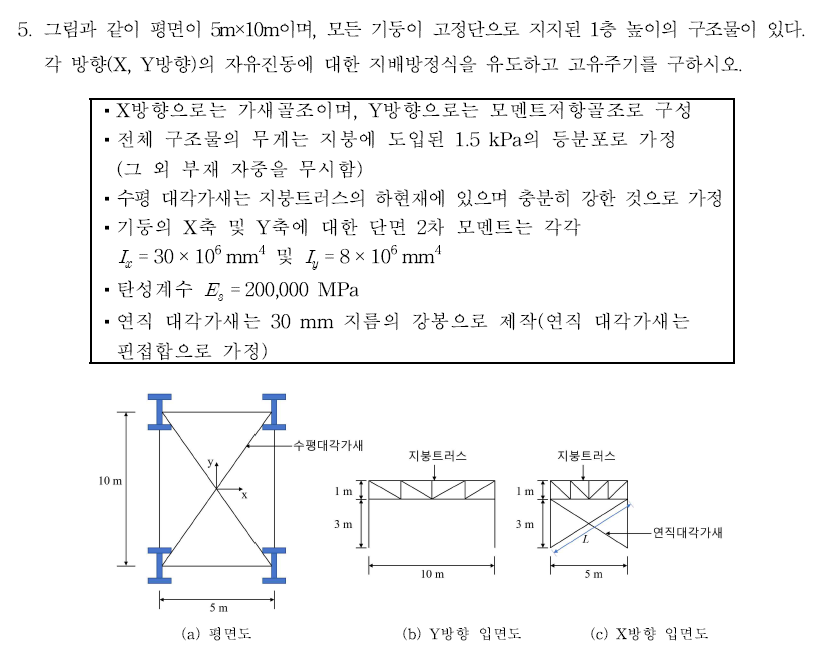 5. 그림과 같이 평면이 5m×10m이며, 모든 기둥이 고정단으로 지지된 1층 높이의 구조물이 있다.
각 방향(X, Y방향)의 자유진동에 대한 지배방정식을 유도하고 고유주기를 구하시오.
▪ X방향으로는 가새골조이며, Y방향으로는 모멘트저항골조로 구성
▪ 전체 구조물의 무게는 지붕에 도입된 1.5 kPa의 등분포로 가정
(그 외 부재 자중을 무시함)
▪ 수평 대각가새는 지붕트러스의 하현재에 있으며 충분히 강한 것으로 가정
▪ 기둥의 X축 및 Y축에 대한 단면 2차 모멘트는 각각
I_x = 30 × 10⁶ mm⁴ 및 I_y = 8 × 10⁶ mm⁴
▪ 탄성계수 E_s = 200,000 MPa
▪ 연직 대각가새는 30 mm 지름의 강봉으로 제작(연직 대각가새는
핀접합으로 가정)
수평대각가새
10 m
y
x
5 m
(a) 평면도
지붕트러스
1 m
3 m
10 m
(b) Y방향 입면도
지붕트러스
1 m
3 m
L
연직대각가새
5 m
(c) X방향 입면도